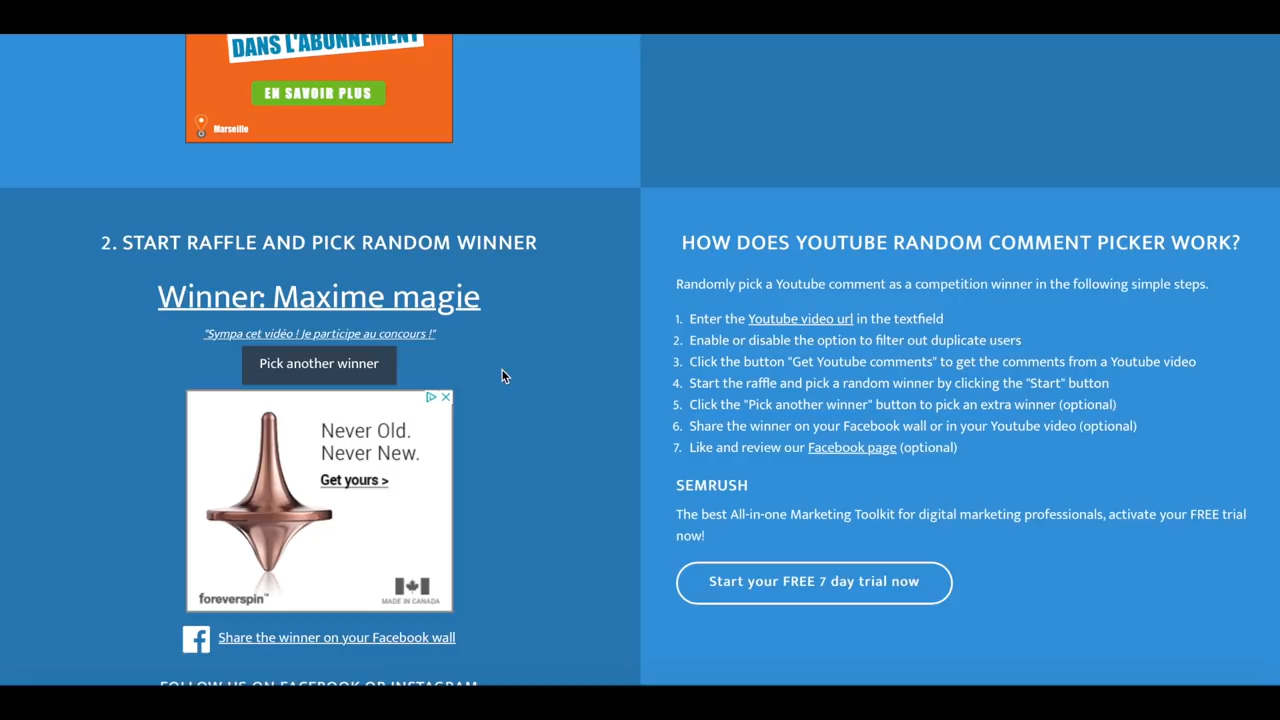 DANS L'ABONNEMENT
EN SAVOIR PLUS
Marseille
2. START RAFFLE AND PICK RANDOM WINNER
Winner: Maxime magie
"Sympa cet vidéo ! Je participe au concours !"
Pick another winner
Never Old.
Never New.
Get yours >
foreverspin™
MADE IN CANADA
Share the winner on your Facebook wall
FOLLOW US ON FACEBOOK OR INSTAGRAM
HOW DOES YOUTUBE RANDOM COMMENT PICKER WORK?
Randomly pick a Youtube comment as a competition winner in the following simple steps.
1. Enter the Youtube video url in the textfield
2. Enable or disable the option to filter out duplicate users
3. Click the button "Get Youtube comments" to get the comments from a Youtube video
4. Start the raffle and pick a random winner by clicking the "Start" button
5. Click the "Pick another winner" button to pick an extra winner (optional)
6. Share the winner on your Facebook wall or in your Youtube video (optional)
7. Like and review our Facebook page (optional)
SEMRUSH
The best All-in-one Marketing Toolkit for digital marketing professionals, activate your FREE trial
now!
Start your FREE 7 day trial now